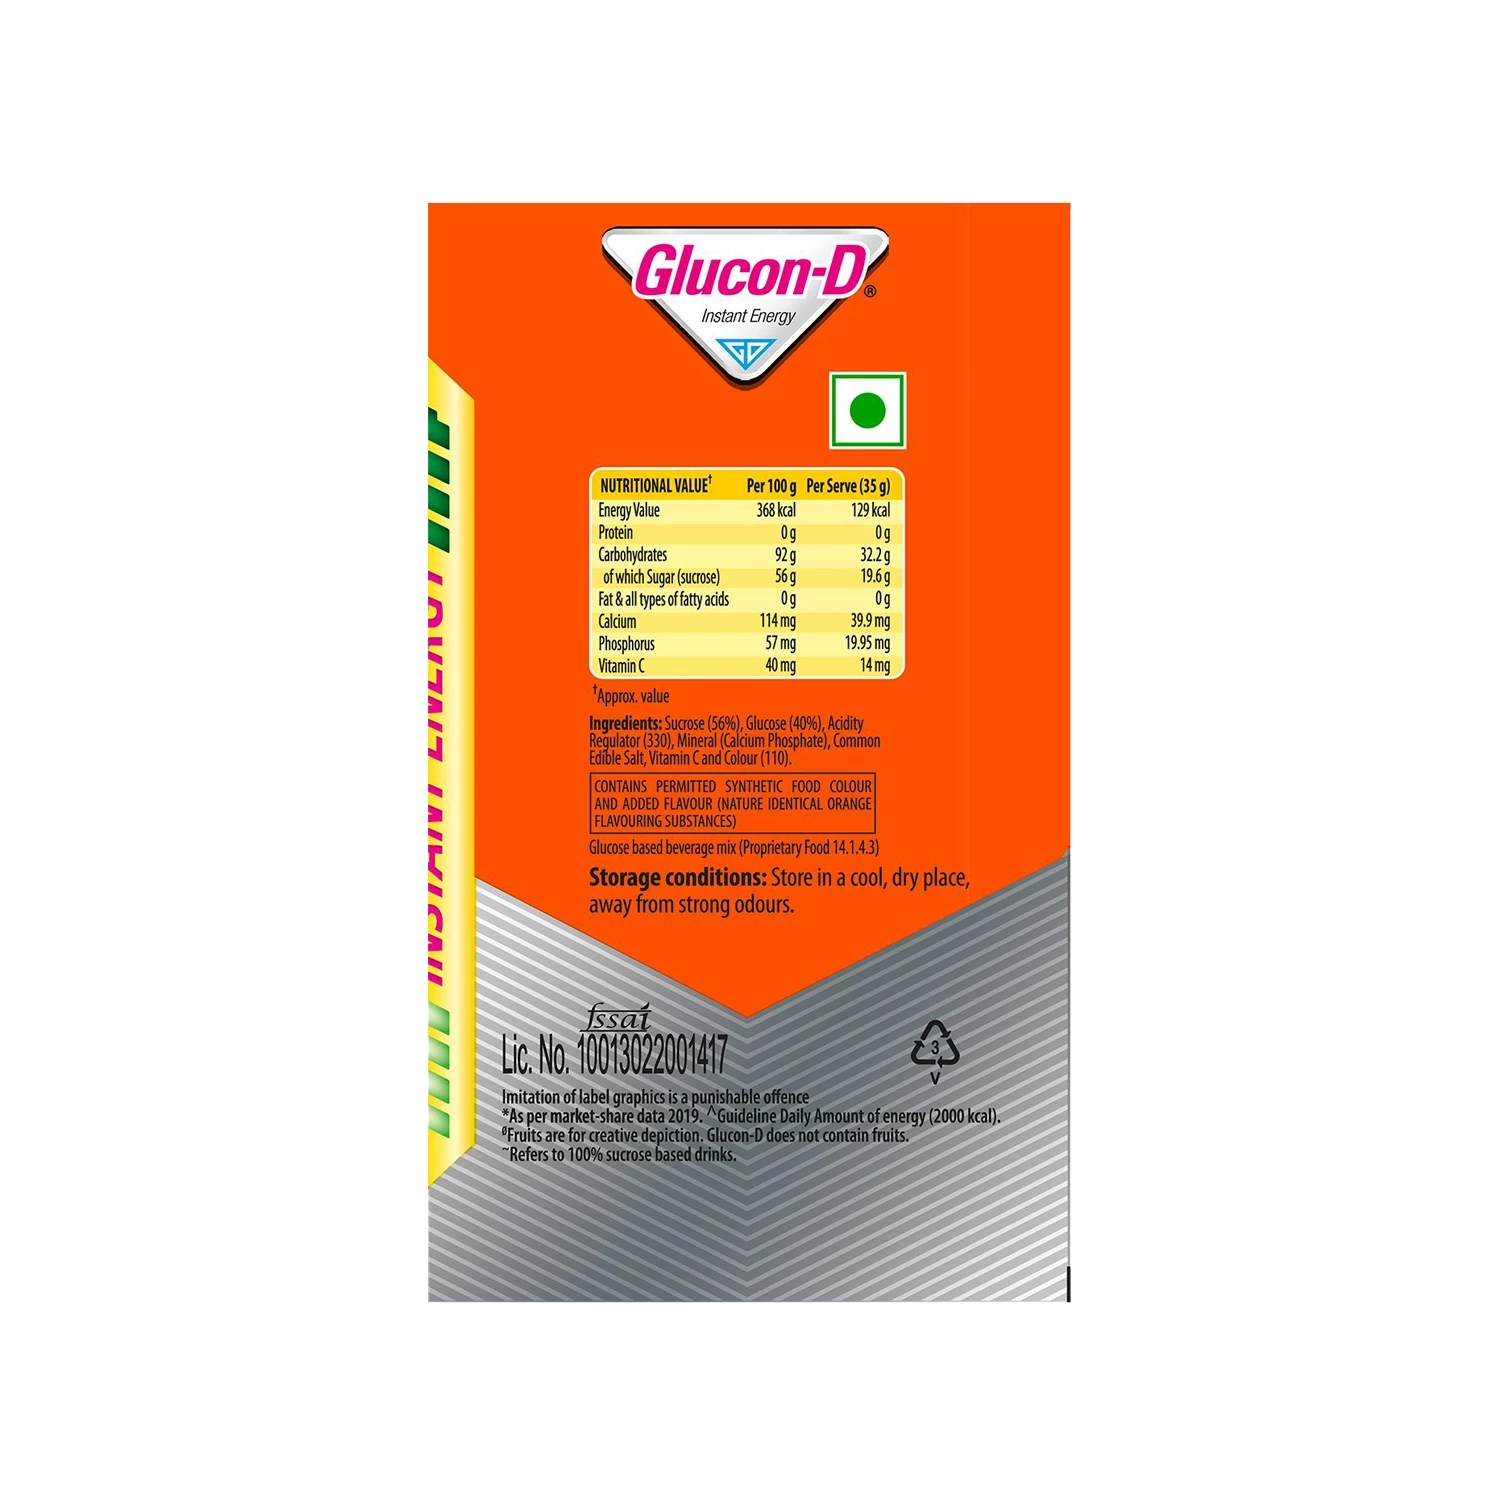 Glucon-D®
Instant Energy
GD
INSTANT ENERGY
NUTRITIONAL VALUE† Per 100 g Per Serve (35 g)
Energy Value 368 kcal 129 kcal
Protein 0 g 0 g
Carbohydrates 92 g 32.2 g
of which Sugar (sucrose) 56 g 19.6 g
Fat & all types of fatty acids 0 g 0 g
Calcium 114 mg 39.9 mg
Phosphorus 57 mg 19.95 mg
Vitamin C 40 mg 14 mg
†Approx. value
Ingredients: Sucrose (56%), Glucose (40%), Acidity
Regulator (330), Mineral (Calcium Phosphate), Common
Edible Salt, Vitamin C and Colour (110).
CONTAINS PERMITTED SYNTHETIC FOOD COLOUR
AND ADDED FLAVOUR (NATURE IDENTICAL ORANGE
FLAVOURING SUBSTANCES)
Glucose based beverage mix (Proprietary Food 14.1.4.3)
Storage conditions: Store in a cool, dry place,
away from strong odours.
fssai
Lic. No. 10013022001417
3
V
Imitation of label graphics is a punishable offence
*As per market-share data 2019. ^Guideline Daily Amount of energy (2000 kcal).
øFruits are for creative depiction. Glucon-D does not contain fruits.
~Refers to 100% sucrose based drinks.